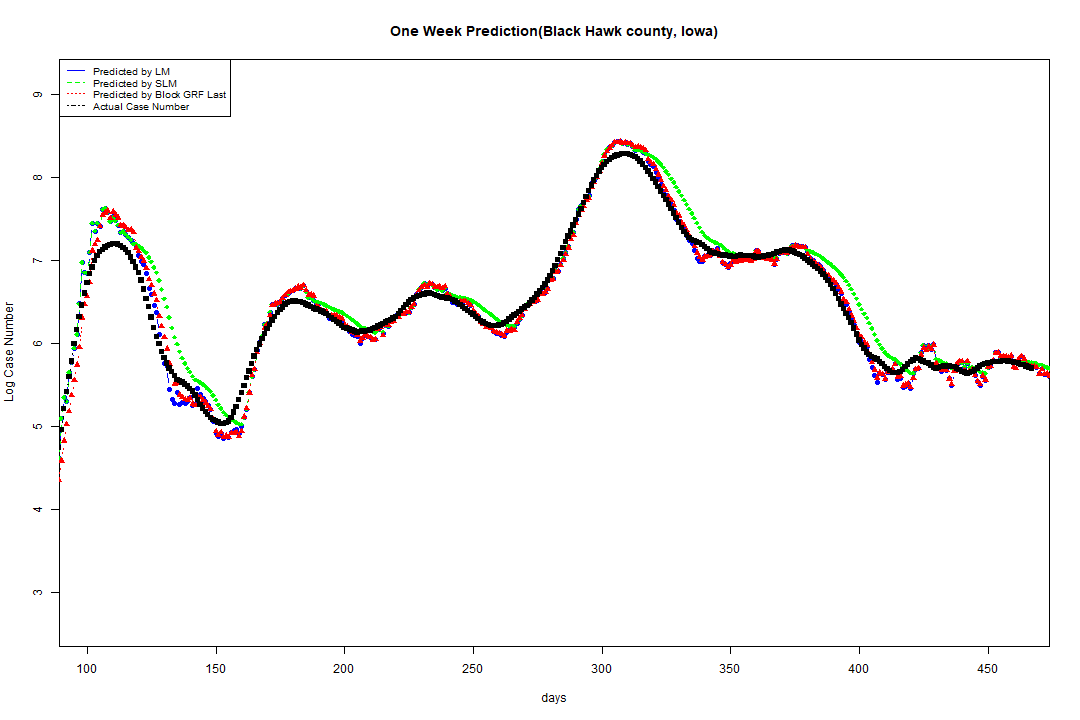 One Week Prediction(Black Hawk county, Iowa)
Predicted by LM
Predicted by SLM
Predicted by Block GRF Last
Actual Case Number
9
8
7
6
5
4
3
Log Case Number
100 150 200 250 300 350 400 450
days